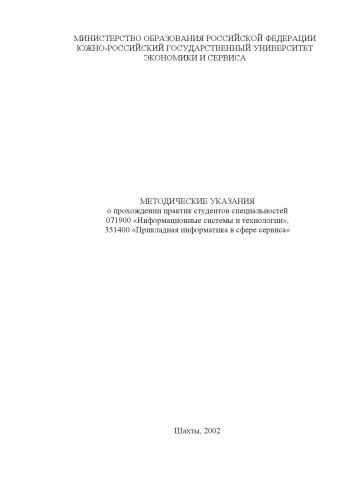 МИНИСТЕРСТВО ОБРАЗОВАНИЯ РОССИЙСКОЙ ФЕДЕРАЦИИ
ЮЖНО-РОССИЙСКИЙ ГОСУДАРСТВЕННЫЙ УНИВЕРСИТЕТ
ЭКОНОМИКИ И СЕРВИСА
МЕТОДИЧЕСКИЕ УКАЗАНИЯ
о прохождении практик студентов специальностей
071900 «Информационные системы и технологии»,
351400 «Прикладная информатика в сфере сервиса»
Шахты, 2002